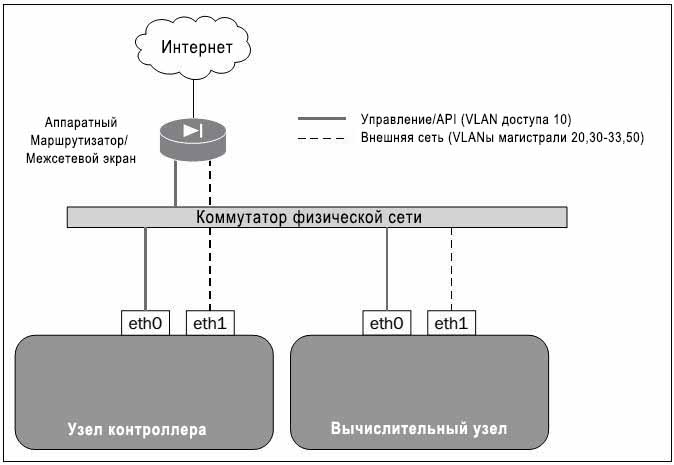 Интернет
Аппаратный
Маршрутизатор/
Межсетевой экран
Управление/API (VLAN доступа 10)
Внешняя сеть (VLANы магистрали 20,30-33,50)
Коммутатор физической сети
eth0
eth1
eth0
eth1
Узел контроллера
Вычислительный узел